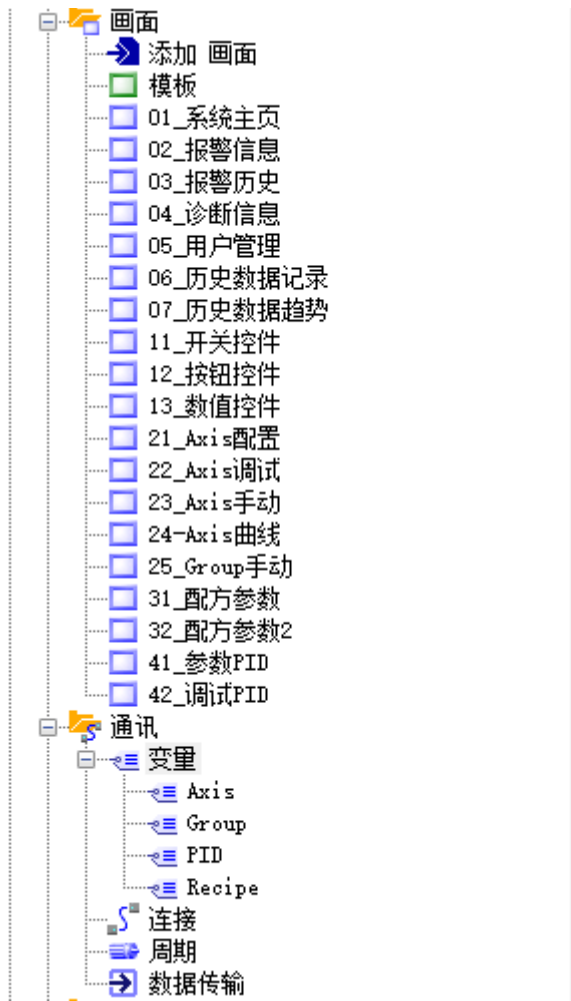 画面
添加 画面
模板
01_系统主页
02_报警信息
03_报警历史
04_诊断信息
05_用户管理
06_历史数据记录
07_历史数据趋势
11_开关控件
12_按钮控件
13_数值控件
21_Axis配置
22_Axis调试
23_Axis手动
24-Axis曲线
25_Group手动
31_配方参数
32_配方参数2
41_参数PID
42_调试PID
通讯
变量
Axis
Group
PID
Recipe
连接
周期
数据传输